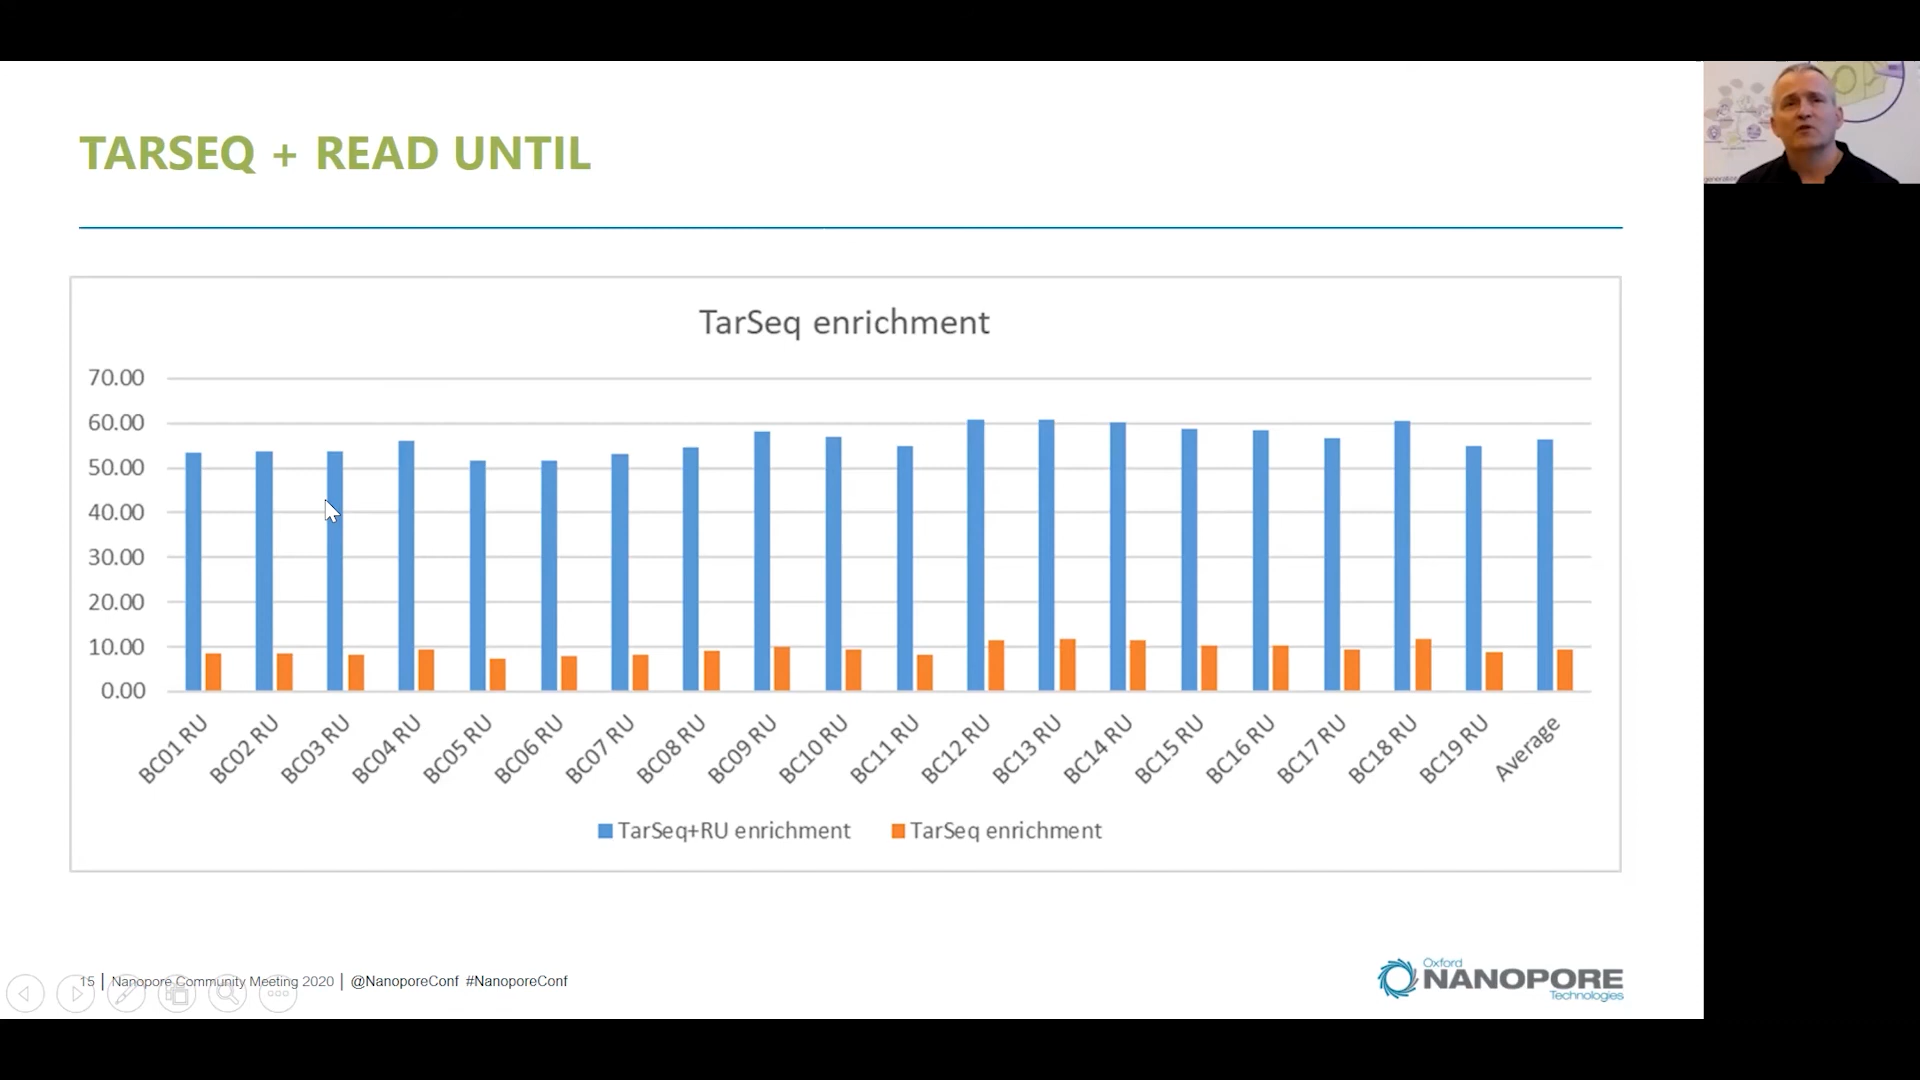 TARSEQ + READ UNTIL
TarSeq enrichment
70.00
60.00
50.00
40.00
30.00
20.00
10.00
0.00
BC01 RU
BC02 RU
BC03 RU
BC04 RU
BC05 RU
BC06 RU
BC07 RU
BC08 RU
BC09 RU
BC10 RU
BC11 RU
BC12 RU
BC13 RU
BC14 RU
BC15 RU
BC16 RU
BC17 RU
BC18 RU
BC19 RU
Average
TarSeq+RU enrichment
TarSeq enrichment
15 | Nanopore Community Meeting 2020 | @NanoporeConf #NanoporeConf
Oxford
NANOPORE
Technologies